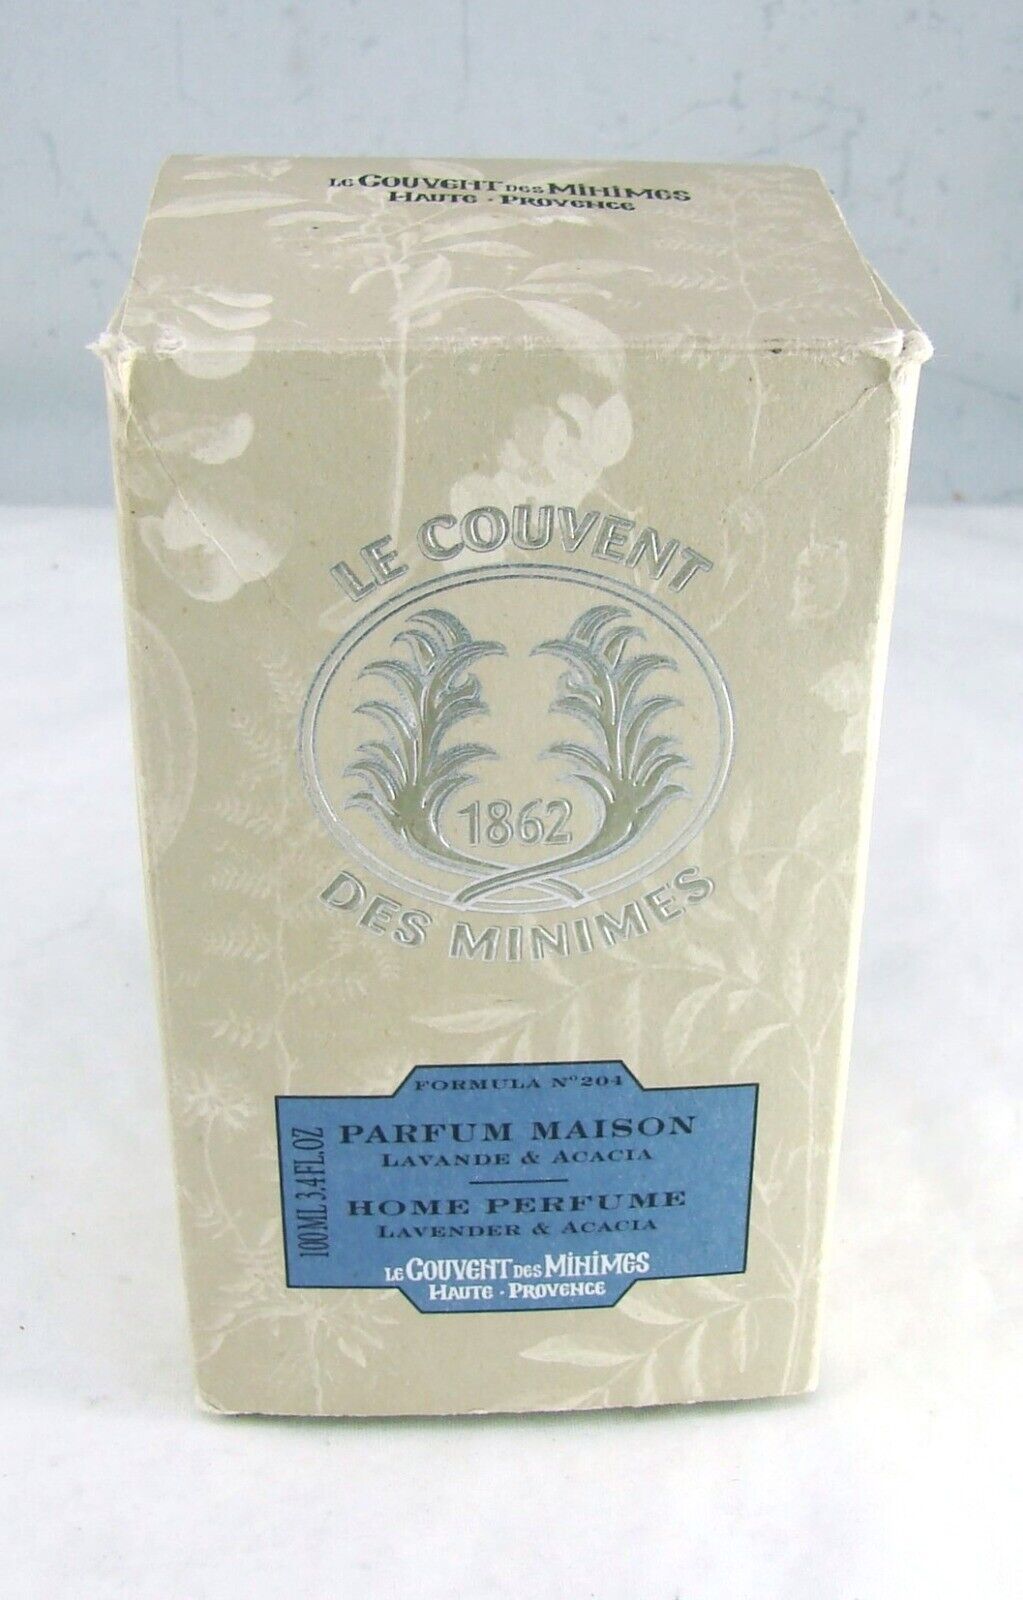 Le Couvent des Minimes
Haute · Provence
LE COUVENT
1862
DES MINIMES
FORMULA Nº 204
PARFUM MAISON
LAVANDE & ACACIA
HOME PERFUME
LAVENDER & ACACIA
100 ML 3.4 FL.OZ
Le Couvent des Minimes
Haute · Provence